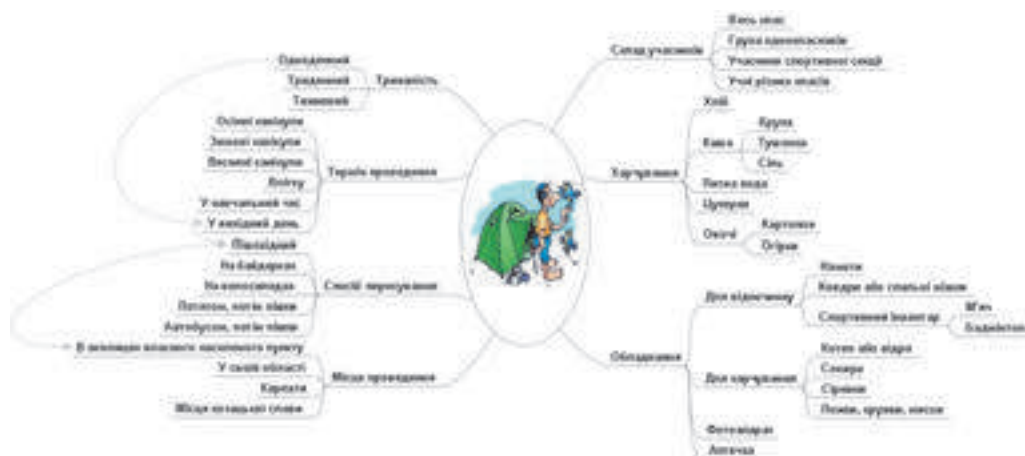 Одноденний
Триденний
Тижневий
Тривалість
Осінні канікули
Зимові канікули
Весняні канікули
Влітку
У навчальний час
У вихідний день
Термін проведення
Пішохідний
На байдарках
На велосипедах
Потягом, потім пішки
Автобусом, потім пішки
Спосіб пересування
В околицях власного населеного пункту
У своїй області
Карпати
Місця козацької слави
Місце проведення
Склад учасників
Весь клас
Група однокласників
Учасники спортивної секції
Учні різних класів
Харчування
Хліб
Каша
Крупа
Тушонка
Сіль
Питна вода
Цукерки
Овочі
Картопля
Огірки
Обладнання
Для відпочинку
Намети
Ковдри або спальні мішки
Спортивний інвентар
М'яч
Бадмінтон
Для харчування
Котел або відро
Сокира
Сірники
Ложки, кружки, миски
Фотоапарат
Аптечка